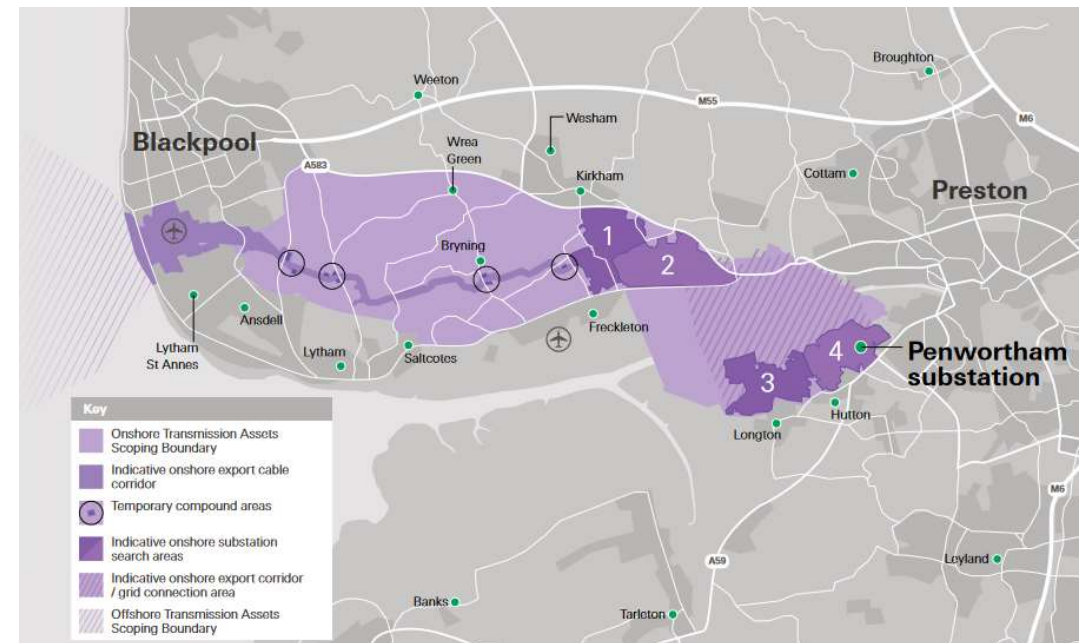 Broughton
Weeton
M55
M6
Wesham
Blackpool
Wrea
Green
A583
Kirkham
Cottam
Preston
1
Bryning
2
Ansdell
Freckleton
Lytham
St Annes
Lytham
Saltcotes
4
Penwortham
substation
3
Hutton
Longton
Key
Onshore Transmission Assets
Scoping Boundary
Indicative onshore export cable
corridor
Temporary compound areas
Indicative onshore substation
search areas
Indicative onshore export corridor
/ grid connection area
Offshore Transmission Assets
Scoping Boundary
M6
A59
Leyland
Banks
Tarleton